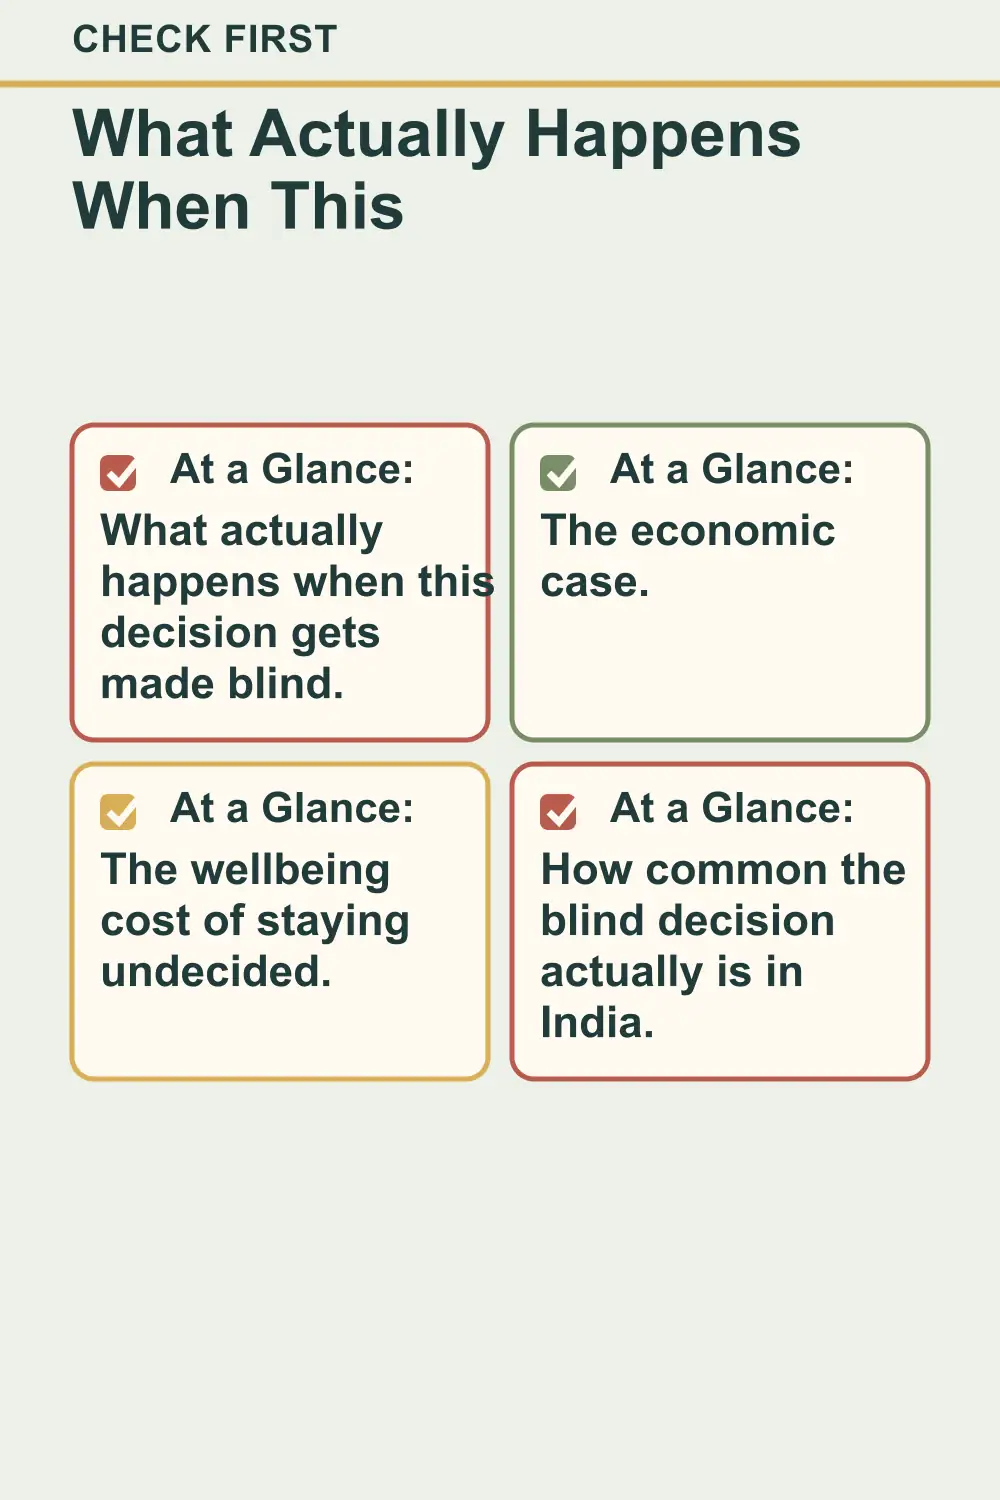 CHECK FIRST
What Actually Happens
When This
At a Glance:
What actually
happens when this
decision gets
made blind.
At a Glance:
The economic
case.
At a Glance:
The wellbeing
cost of staying
undecided.
At a Glance:
How common the
blind decision
actually is in
India.